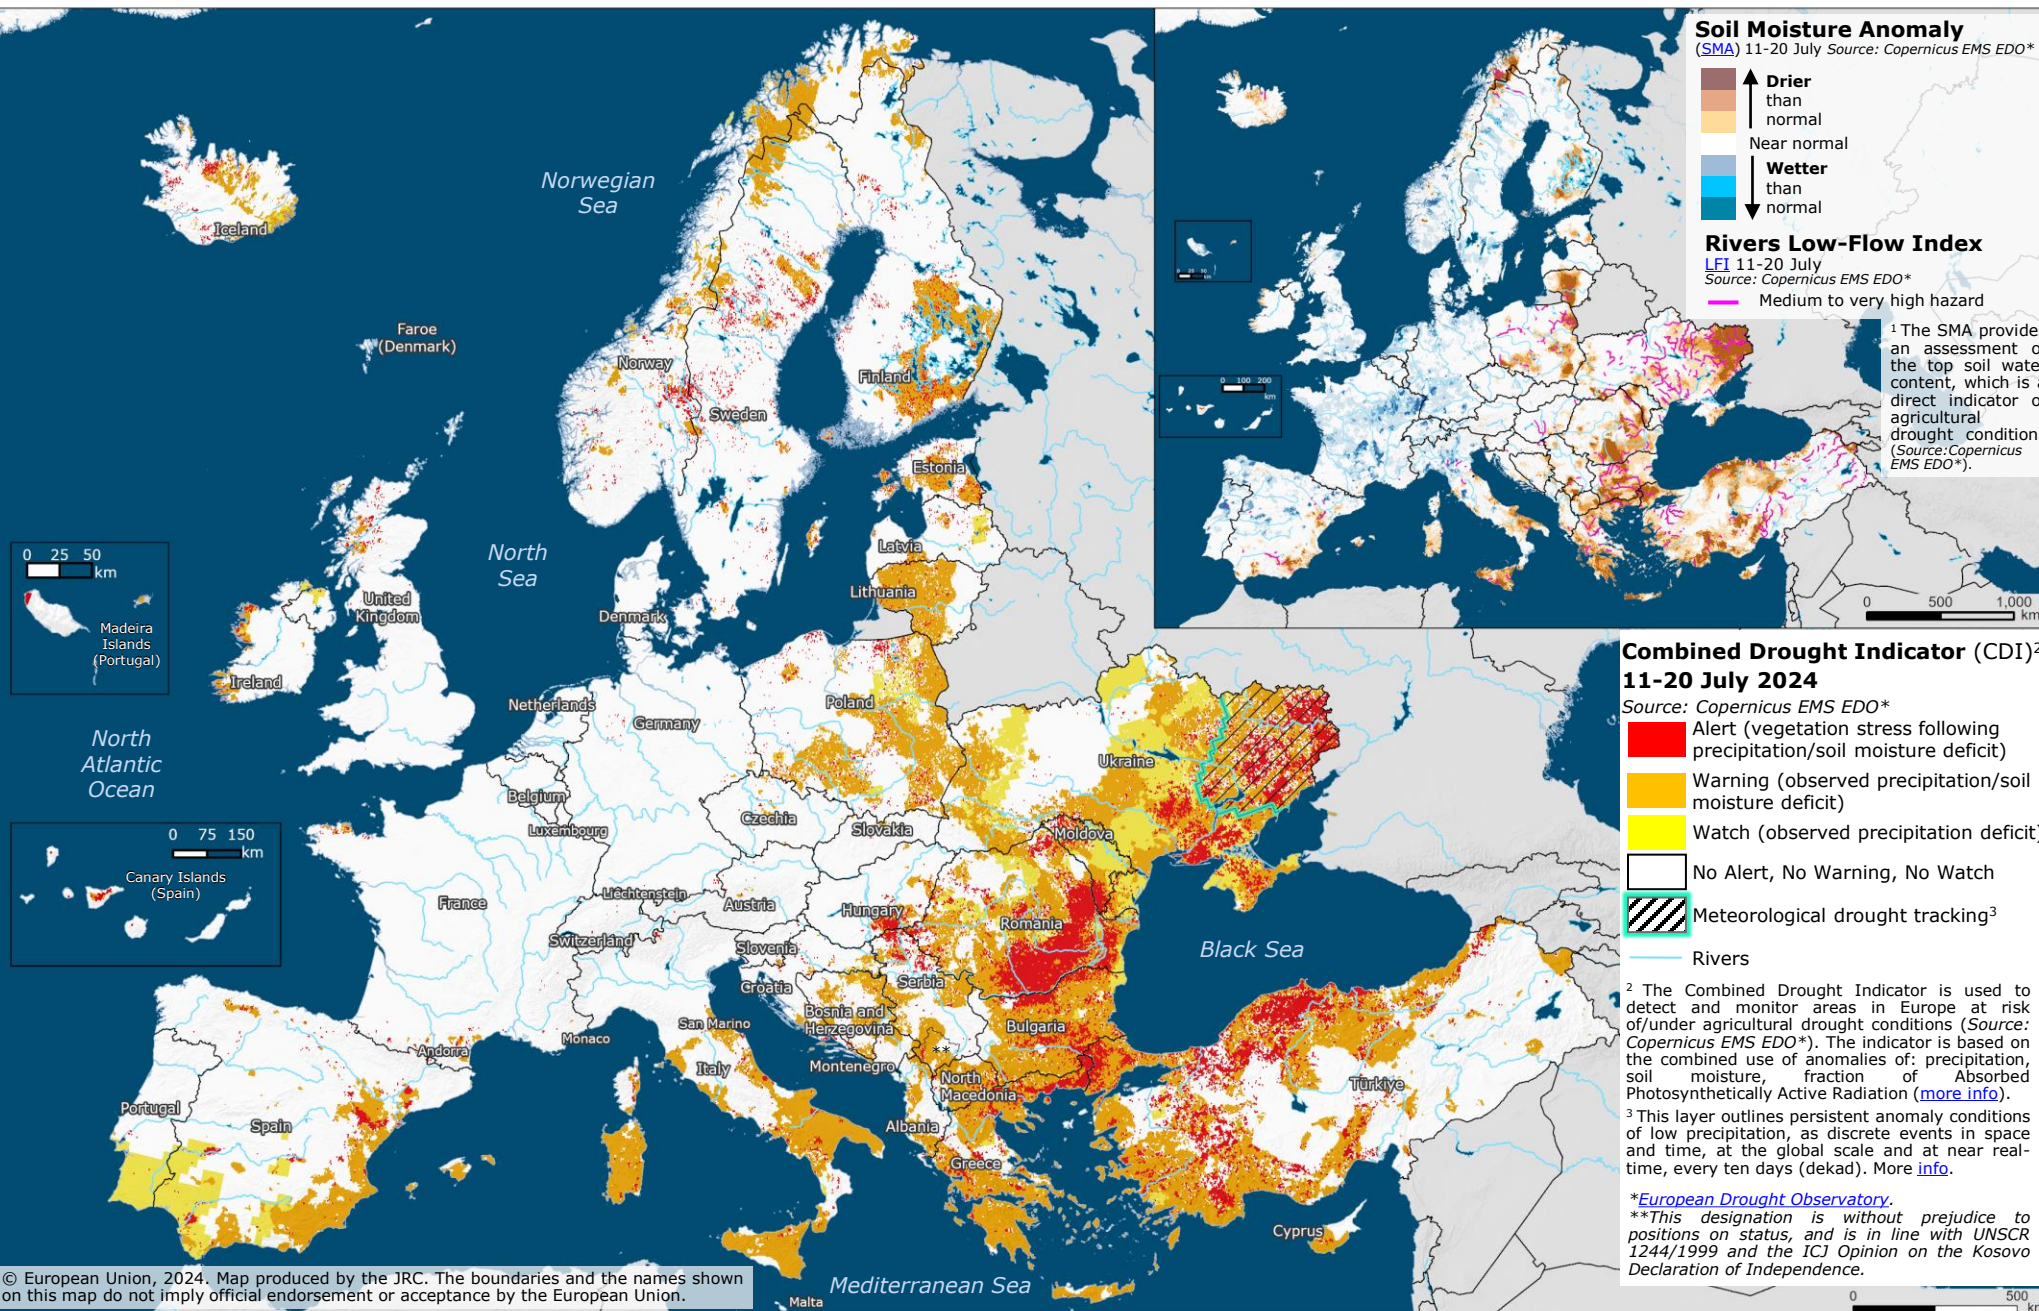 Soil Moisture Anomaly
(SMA) 11-20 July Source: Copernicus EMS EDO*
Drier
than
normal
Near normal
Wetter
than
normal
Rivers Low-Flow Index
LFI 11-20 July
Source: Copernicus EMS EDO*
Medium to very high hazard
¹ The SMA provide
an assessment
the top soil wate
content, which is
direct indicator
agricultural
drought condition
(Source:Copernicus
EMS EDO*).
0 500 1,000
km
0 25 50
km
0 100 200
km
Norwegian
Sea
Iceland
Faroe
(Denmark)
Norway
Finland
Sweden
Estonia
North
Sea
Latvia
0 25 50
km
Lithuania
United
Kingdom
Denmark
Madeira
Islands
(Portugal)
Ireland
Netherlands
Germany
Poland
North
Atlantic
Ocean
Ukraine
Belgium
Luxembourg
Czechia
Slovakia
Moldova
0 75 150
km
Canary Islands
(Spain)
France
Liechtenstein
Austria
Hungary
Romania
Switzerland
Slovenia
Black Sea
Croatia
Serbia
San Marino
Bosnia and
Herzegovina
Bulgaria
Monaco
Andorra
Italy
Montenegro
**
North
Macedonia
Türkiye
Portugal
Spain
Albania
Greece
Cyprus
Mediterranean Sea
Malta
Combined Drought Indicator (CDI)²
11-20 July 2024
Source: Copernicus EMS EDO*
Alert (vegetation stress following
precipitation/soil moisture deficit)
Warning (observed precipitation/soil
moisture deficit)
Watch (observed precipitation deficit)
No Alert, No Warning, No Watch
Meteorological drought tracking³
Rivers
² The Combined Drought Indicator is used to
detect and monitor areas in Europe at risk
of/under agricultural drought conditions (Source:
Copernicus EMS EDO*). The indicator is based on
the combined use of anomalies of: precipitation,
soil moisture, fraction of Absorbed
Photosynthetically Active Radiation (more info).
³ This layer outlines persistent anomaly conditions
of low precipitation, as discrete events in space
and time, at the global scale and at near real-
time, every ten days (dekad). More info.
*European Drought Observatory.
**This designation is without prejudice to
positions on status, and is in line with UNSCR
1244/1999 and the ICJ Opinion on the Kosovo
Declaration of Independence.
0 500
© European Union, 2024. Map produced by the JRC. The boundaries and the names shown
on this map do not imply official endorsement or acceptance by the European Union.